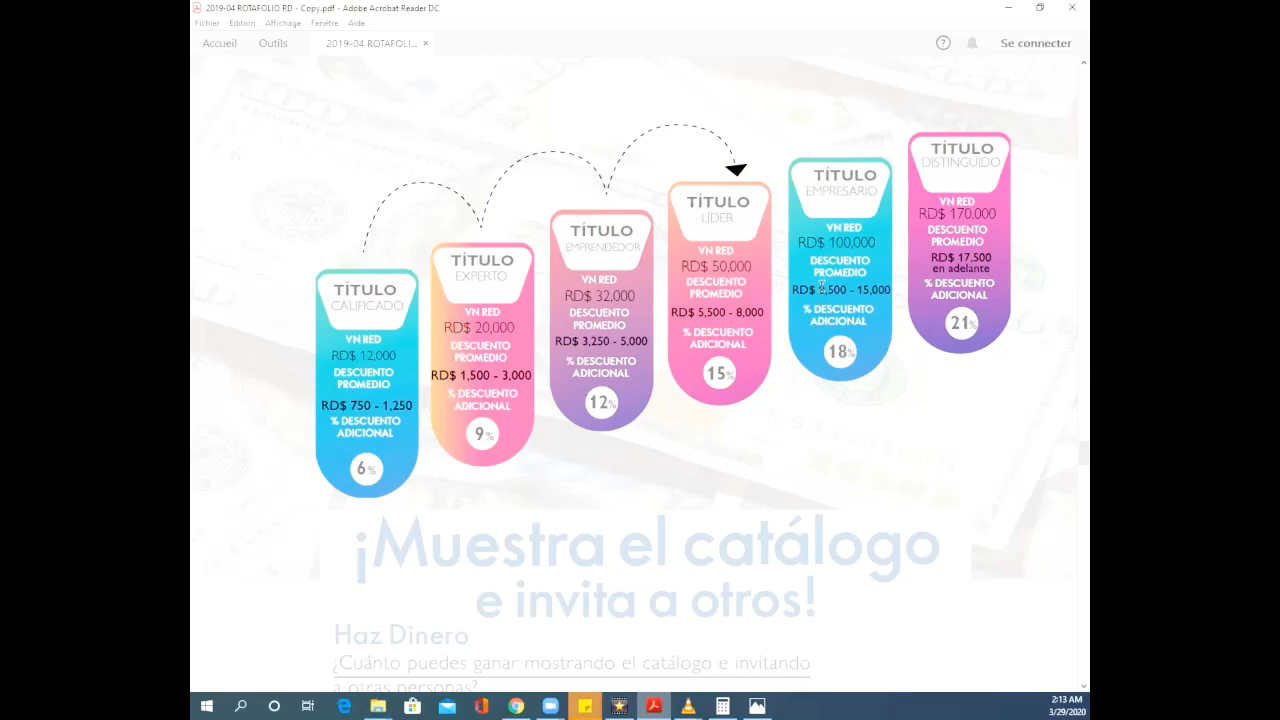 2019-04 ROTAFOLIO RD - Copy.pdf - Adobe Acrobat Reader DC
Fichier Edition Affichage Fenêtre Aide
Accueil Outils 2019-04 ROTAFOLI... × ? Se connecter
TÍTULO
CALIFICADO
VN RED
RD$ 12,000
DESCUENTO
PROMEDIO
RD$ 750 - 1,250
% DESCUENTO
ADICIONAL
6%
TÍTULO
EXPERTO
VN RED
RD$ 20,000
DESCUENTO
PROMEDIO
RD$ 1,500 - 3,000
% DESCUENTO
ADICIONAL
9%
TÍTULO
EMPRENDEDOR
VN RED
RD$ 32,000
DESCUENTO
PROMEDIO
RD$ 3,250 - 5,000
% DESCUENTO
ADICIONAL
12%
TÍTULO
LÍDER
VN RED
RD$ 50,000
DESCUENTO
PROMEDIO
RD$ 5,500 - 8,000
% DESCUENTO
ADICIONAL
15%
TÍTULO
EMPRESARIO
VN RED
RD$ 100,000
DESCUENTO
PROMEDIO
RD$ 8,500 - 15,000
% DESCUENTO
ADICIONAL
18%
TÍTULO
DISTINGUIDO
VN RED
RD$ 170,000
DESCUENTO
PROMEDIO
RD$ 17,500
en adelante
% DESCUENTO
ADICIONAL
21%
¡Muestra el catálogo
e invita a otros!
Haz Dinero
¿Cuánto puedes ganar mostrando el catálogo e invitando
a otras personas?
2:13 AM
3/29/2020